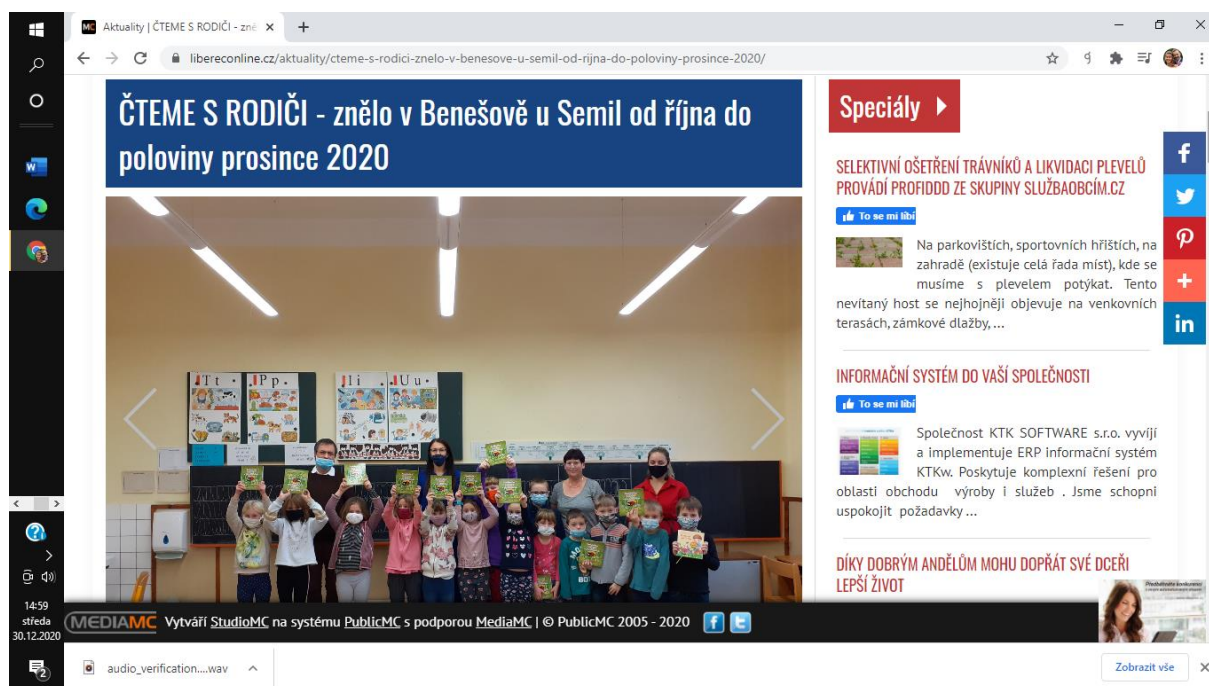 Aktuality | ČTEME S RODIČI - zně
libereconline.cz/aktuality/cteme-s-rodici-znelo-v-benesove-u-semil-od-rijna-do-poloviny-prosince-2020/
ČTEME S RODIČI - znělo v Benešově u Semil od října do
poloviny prosince 2020
Tt
Pp
Ii
Uu
Speciály
SELEKTIVNÍ OŠETŘENÍ TRÁVNÍKŮ A LIKVIDACI PLEVELŮ
PROVÁDÍ PROFIDDD ZE SKUPINY SLUŽBAOBCÍM.CZ
To se mi líbí
Na parkovištích, sportovních hřištích, na
zahradě (existuje celá řada míst), kde se
musíme s plevelem potýkat. Tento
nevítaný host se nejhojněji objevuje na venkovních
terasách, zámkové dlažby, ...
INFORMAČNÍ SYSTÉM DO VAŠÍ SPOLEČNOSTI
To se mi líbí
Společnost KTK SOFTWARE s.r.o. vyvíjí
a implementuje ERP informační systém
KTKw. Poskytuje komplexní řešení pro
oblasti obchodu výroby i služeb . Jsme schopni
uspokojit požadavky ...
DÍKY DOBRÝM ANDĚLŮM MOHU DOPŘÁT SVÉ DCEŘI
LEPŠÍ ŽIVOT
MEDIAMC Vytváří StudioMC na systému PublicMC s podporou MediaMC | © PublicMC 2005 - 2020
14:59
středa
30.12.2020
2
audio_verification....wav
Zobrazit vše